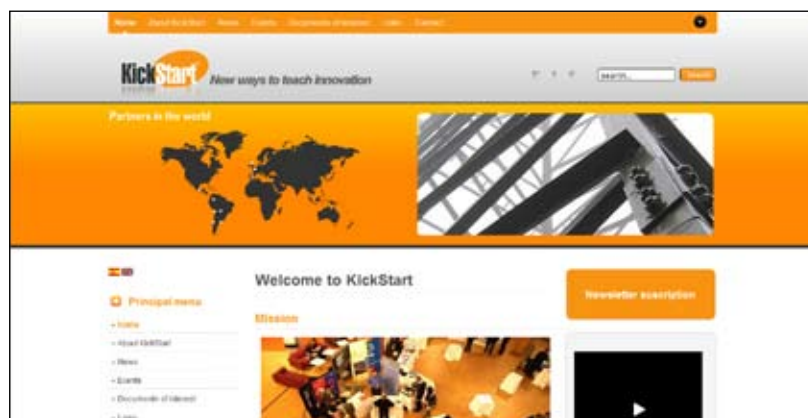 Home About KickStart News Events Documents of interest Links Contact
KickStart New ways to teach innovation
search... Search
Partners in the world
Welcome to KickStart
Newsletter suscription
Principal menu
Mission
Home
About KickStart
News
Events
Documents of interest
Links